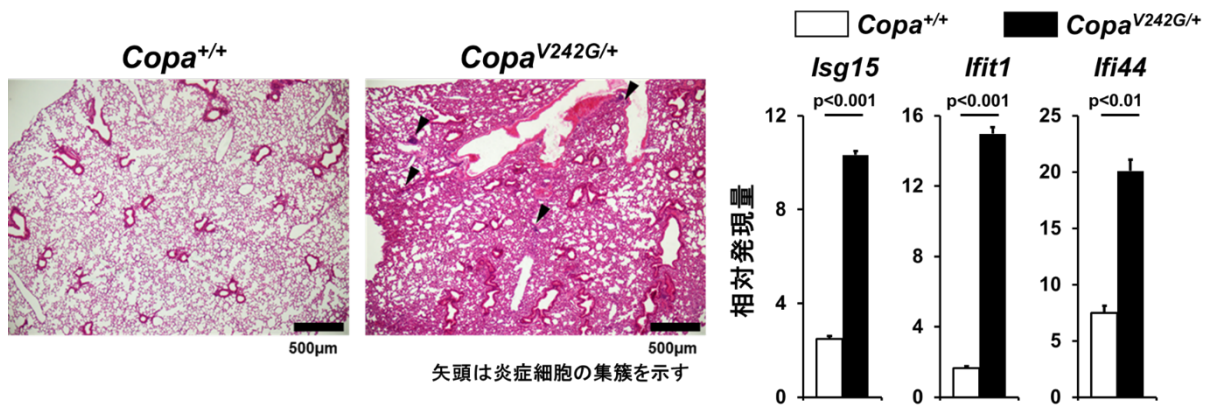 Copa+/+
CopaV242G/+
500μm
500μm
矢頭は炎症細胞の集簇を示す
Copa+/+
CopaV242G/+
Isg15
Ifit1
Ifi44
p<0.001
p<0.001
p<0.01
相対発現量
12
9
4
0
16
14
8
4
0
25
20
15
10
5
0